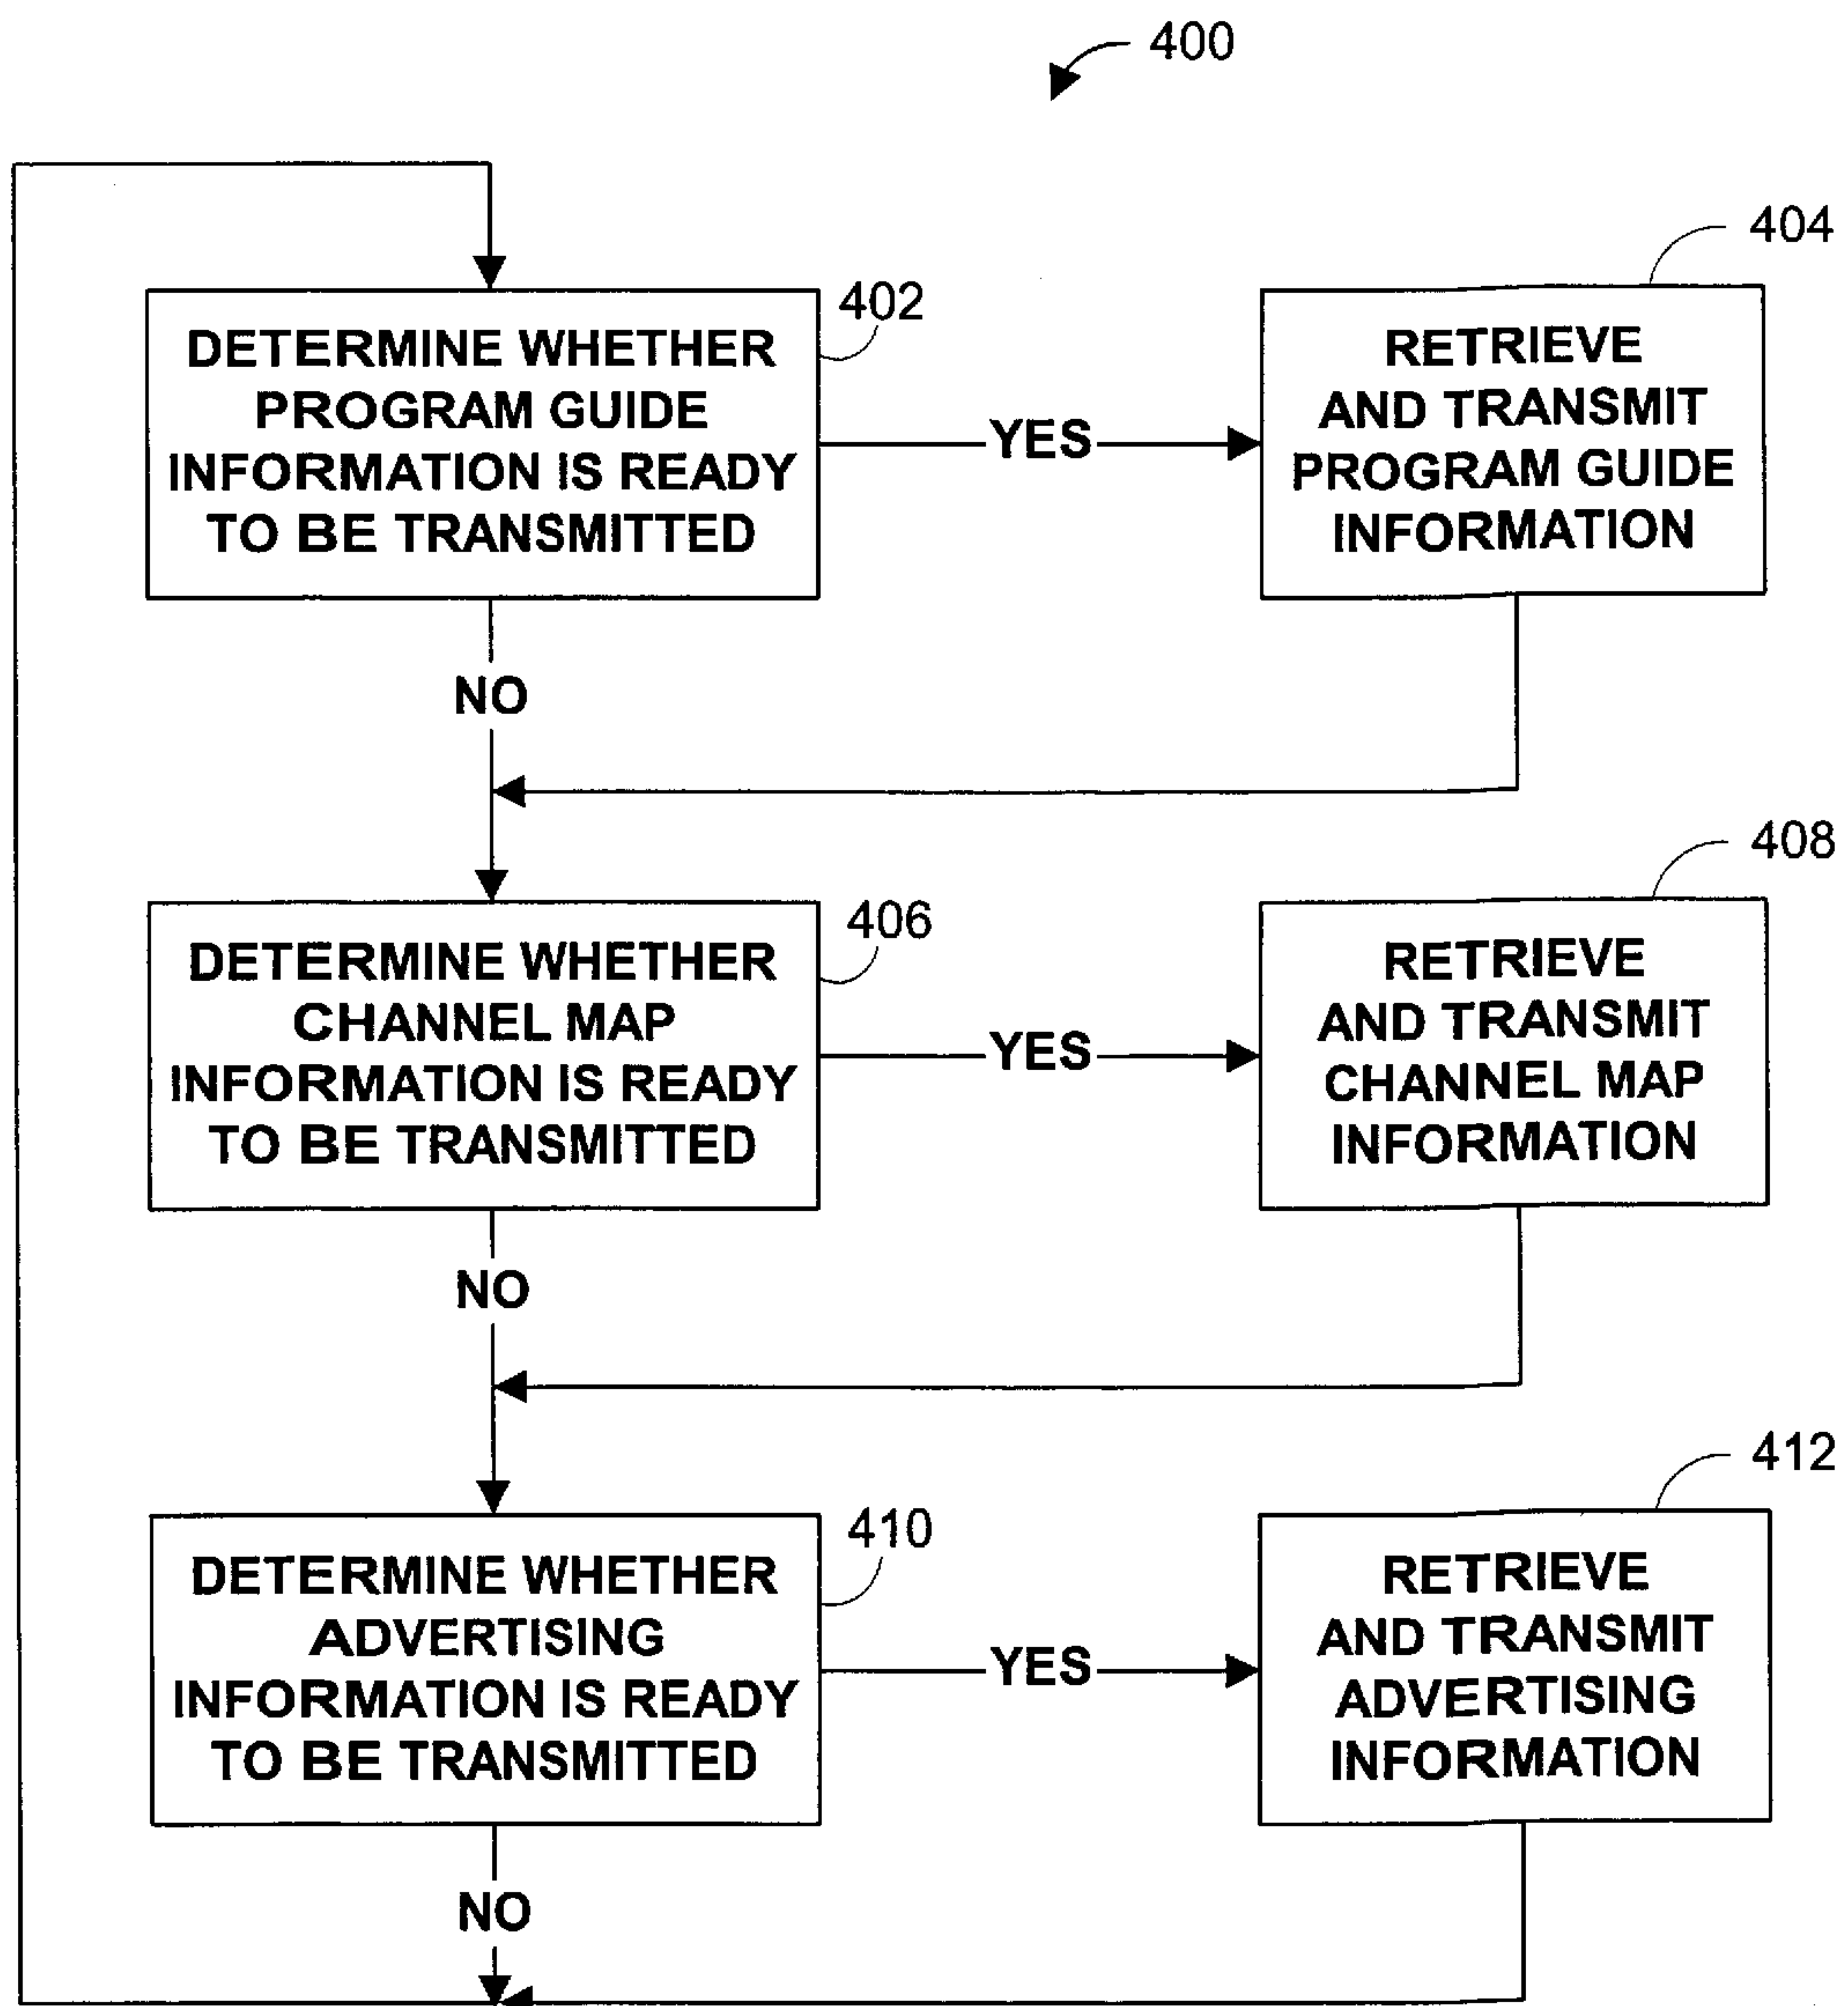 400
402
DETERMINE WHETHER
PROGRAM GUIDE
INFORMATION IS READY
TO BE TRANSMITTED
YES
404
RETRIEVE
AND TRANSMIT
PROGRAM GUIDE
INFORMATION
NO
406
DETERMINE WHETHER
CHANNEL MAP
INFORMATION IS READY
TO BE TRANSMITTED
YES
408
RETRIEVE
AND TRANSMIT
CHANNEL MAP
INFORMATION
NO
410
DETERMINE WHETHER
ADVERTISING
INFORMATION IS READY
TO BE TRANSMITTED
YES
412
RETRIEVE
AND TRANSMIT
ADVERTISING
INFORMATION
NO